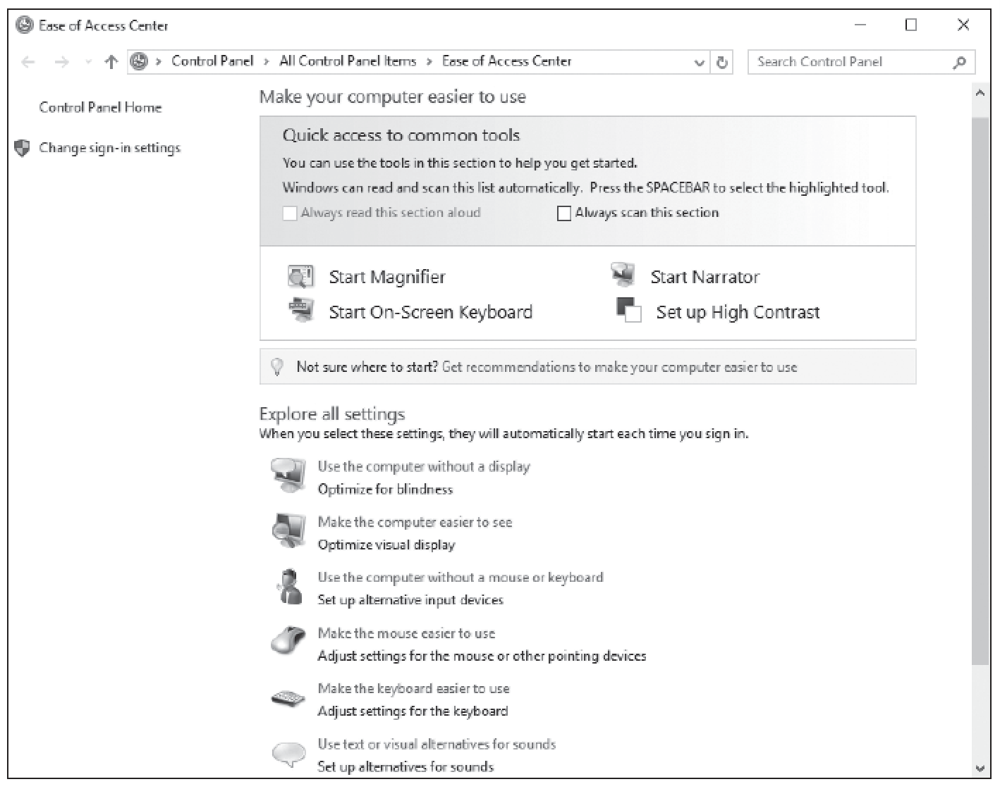 Ease of Access Center
Control Panel > All Control Panel Items > Ease of Access Center
Search Control Panel
Control Panel Home
Change sign-in settings
Make your computer easier to use
Quick access to common tools
You can use the tools in this section to help you get started.
Windows can read and scan this list automatically. Press the SPACEBAR to select the highlighted tool.
Always read this section aloud
Always scan this section
Start Magnifier
Start Narrator
Start On-Screen Keyboard
Set up High Contrast
Not sure where to start? Get recommendations to make your computer easier to use
Explore all settings
When you select these settings, they will automatically start each time you sign in.
Use the computer without a display
Optimize for blindness
Make the computer easier to see
Optimize visual display
Use the computer without a mouse or keyboard
Set up alternative input devices
Make the mouse easier to use
Adjust settings for the mouse or other pointing devices
Make the keyboard easier to use
Adjust settings for the keyboard
Use text or visual alternatives for sounds
Set up alternatives for sounds